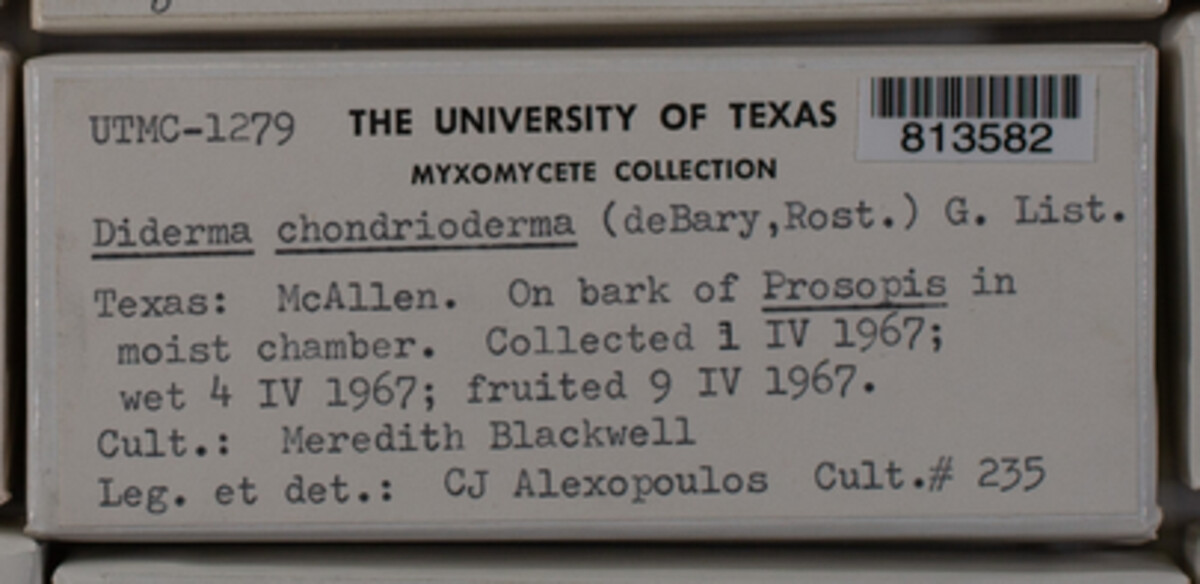 UTMC-1279 THE UNIVERSITY OF TEXAS
813582
MYXOMYCETE COLLECTION
Diderma chondrioderma (deBary,Rost.) G. List.
Texas: McAllen. On bark of Prosopis in
moist chamber. Collected 1 IV 1967;
wet 4 IV 1967; fruited 9 IV 1967.
Cult.: Meredith Blackwell
Leg. et det.: CJ Alexopoulos Cult.# 235